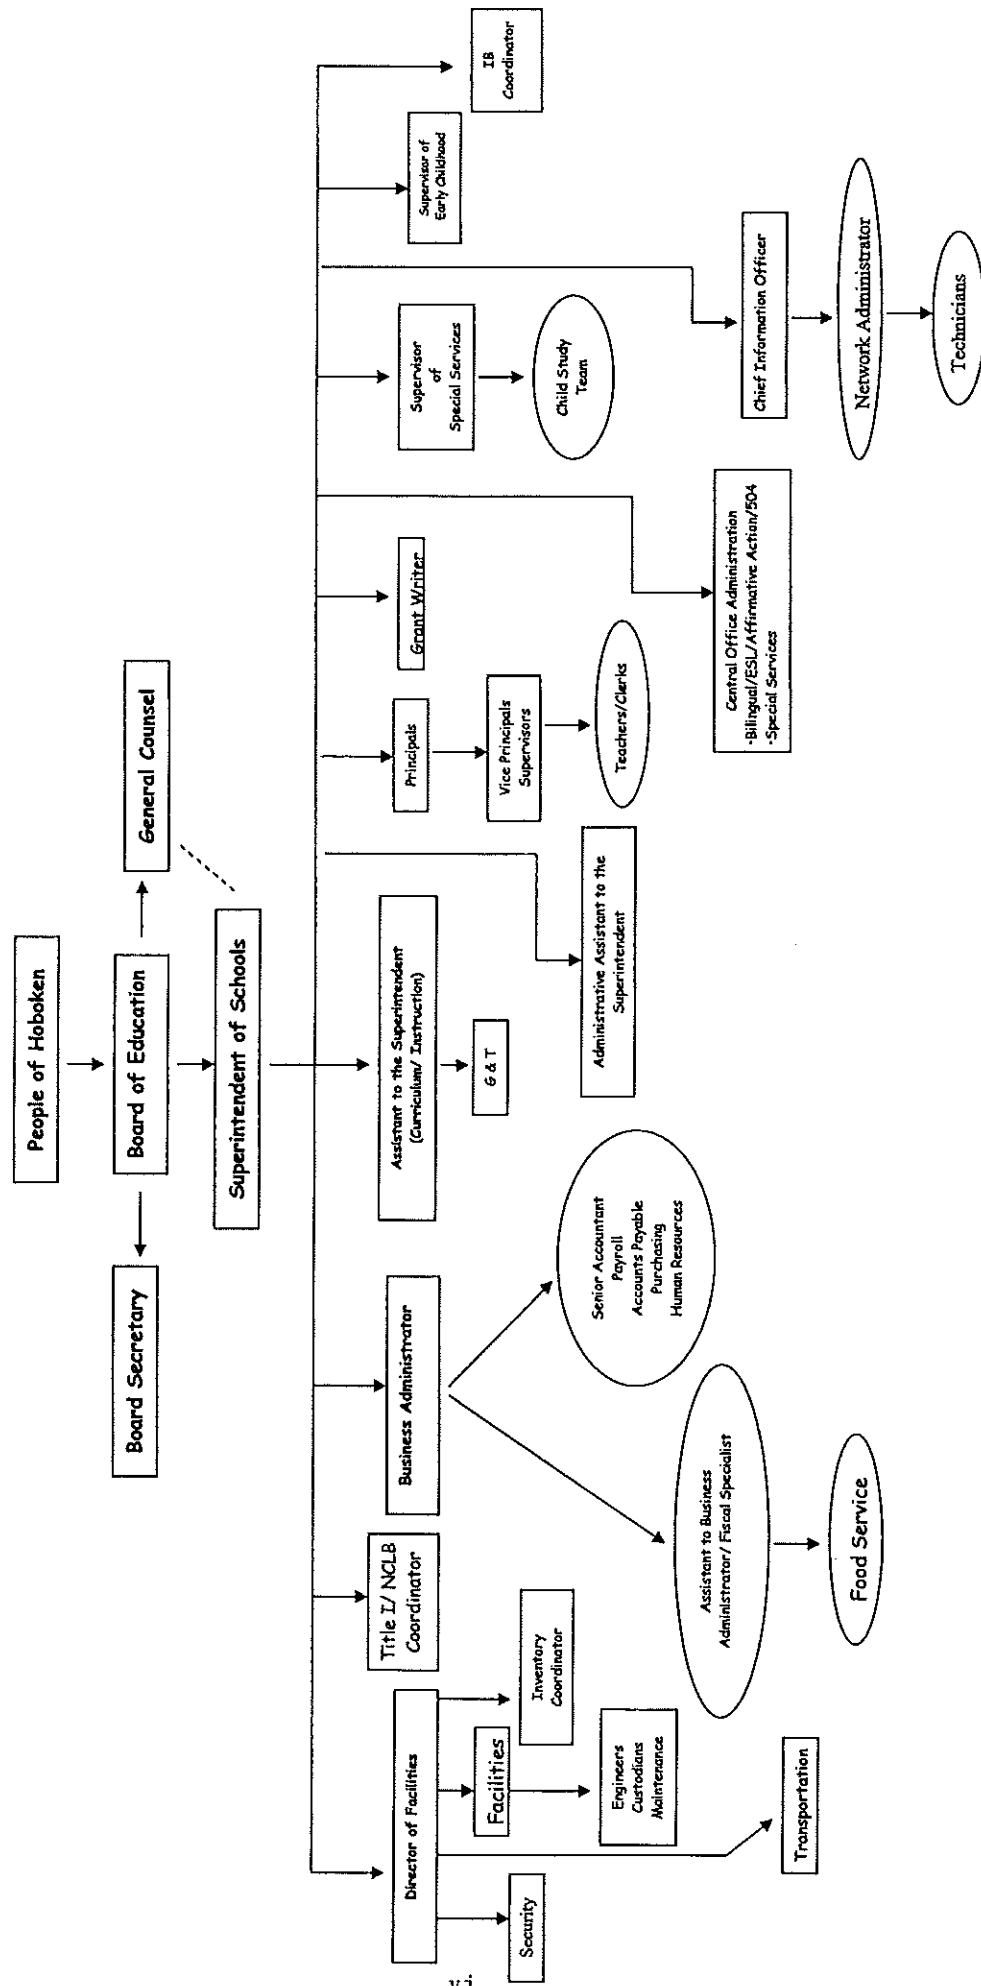 People of Hoboken
Board Secretary
Board of Education
General Counsel
Superintendent of Schools
Director of Facilities
Title I/ NCLB
Coordinator
Business Administrator
Assistant to the Superintendent
(Curriculum/ Instruction)
Principals
Grant Writer
Supervisor
of
Special Services
Supervisor of
Early Childhood
IB
Coordinator
Security
Facilities
Inventory
Coordinator
G & T
Vice Principals
Supervisors
Child Study
Team
Engineers
Custodians
Maintenance
Senior Accountant
Payroll
Accounts Payable
Purchasing
Human Resources
Administrative Assistant to the
Superintendent
Teachers/Clerks
Transportation
Assistant to Business
Administrator/ Fiscal Specialist
Central Office Administration
·Bilingual/ESL/Affirmative Action/504
·Special Services
Chief Information Officer
Food Service
Network Administrator
Technicians
vi